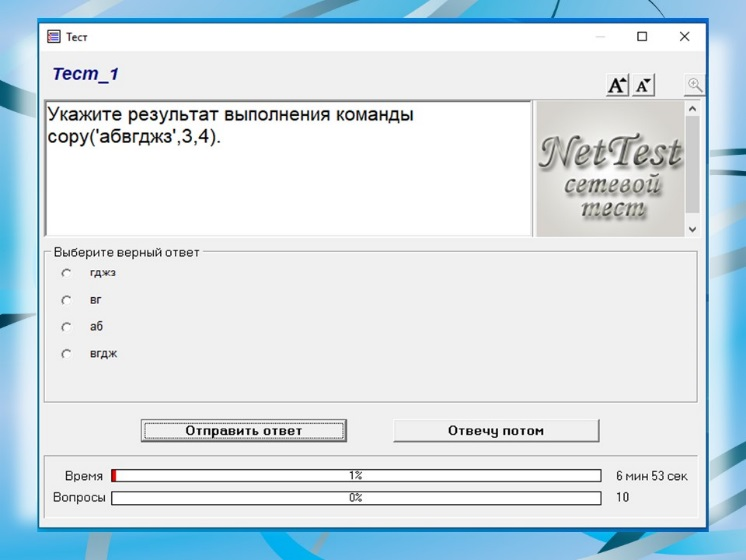 Тест
Тест_1
A A
Укажите результат выполнения команды
copy('абвгджз',3,4).
NetTest
сетевой
тест
Выберите верный ответ
гджз
вг
аб
вгдж
Отправить ответ
Отвечу потом
Время 1% 6 мин 53 сек
Вопросы 0% 10